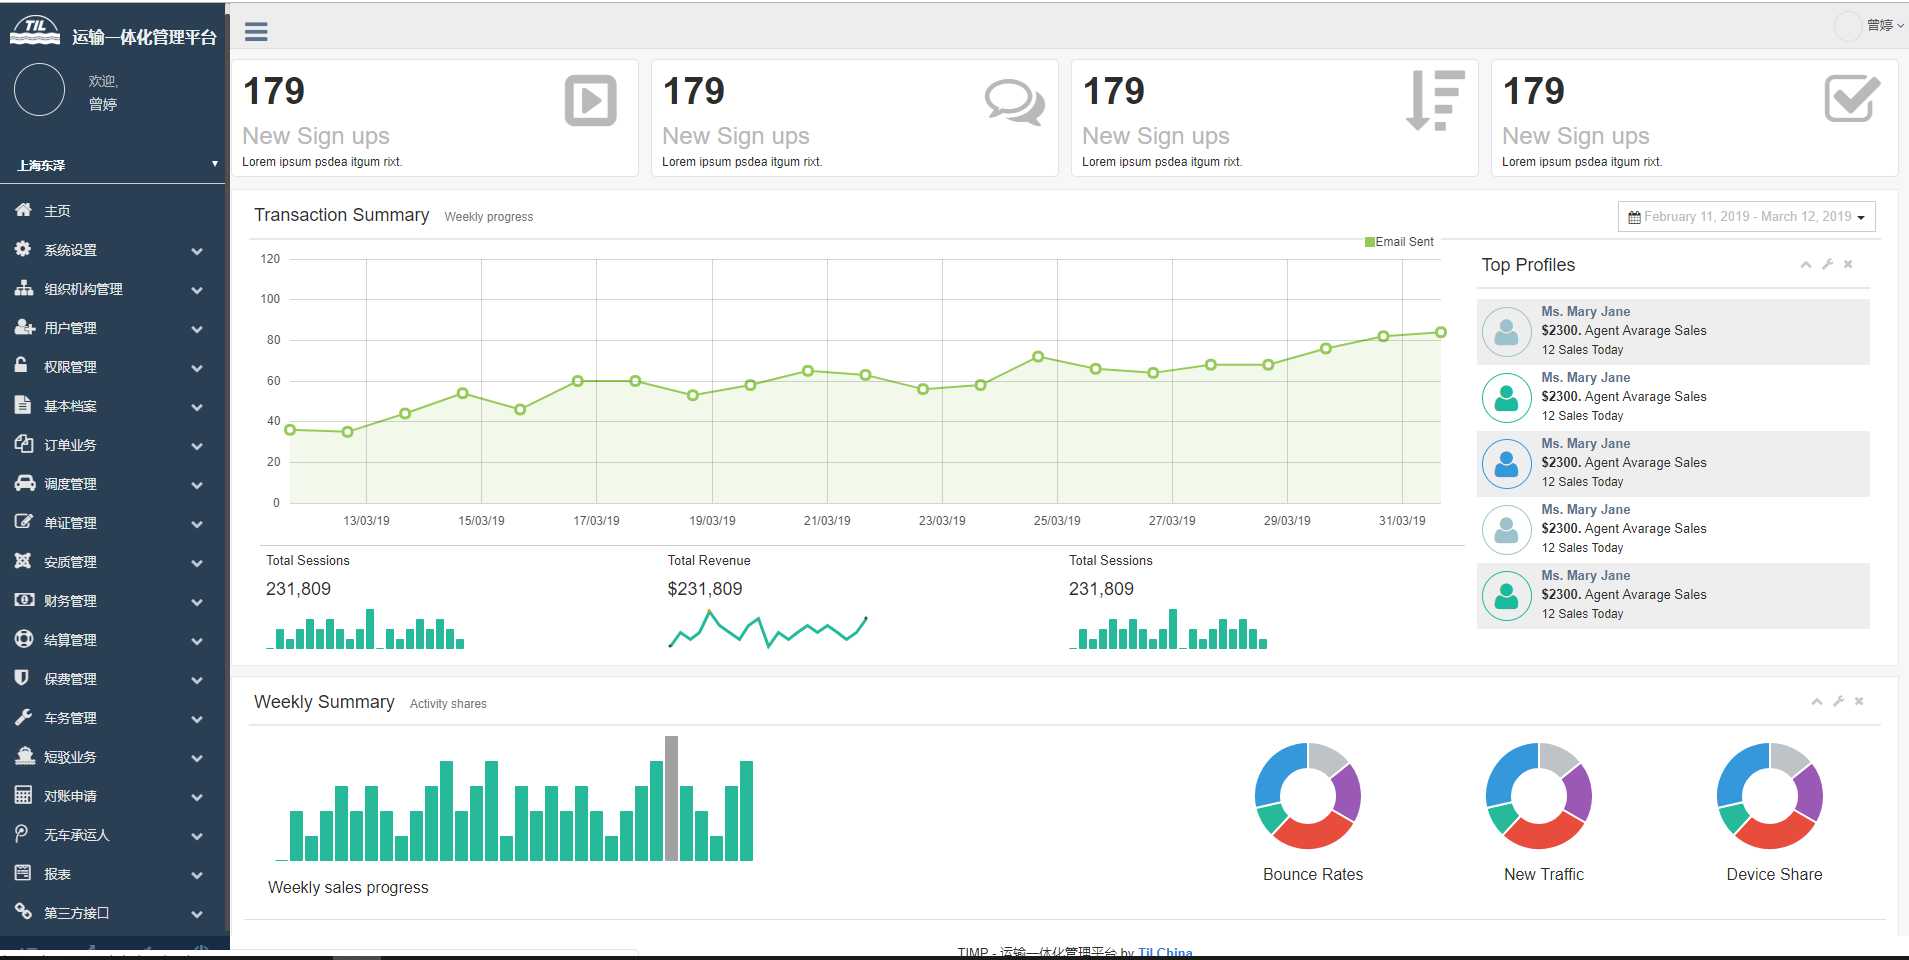 TIL
运输一体化管理平台
欢迎,
曾婷
上海东泽
主页
系统设置
组织机构管理
用户管理
权限管理
基本档案
订单业务
调度管理
单证管理
安质管理
财务管理
结算管理
保费管理
车务管理
短驳业务
对账申请
无车承运人
报表
第三方接口
曾婷
179
New Sign ups
Lorem ipsum psdea itgum rixt.
179
New Sign ups
Lorem ipsum psdea itgum rixt.
179
New Sign ups
Lorem ipsum psdea itgum rixt.
179
New Sign ups
Lorem ipsum psdea itgum rixt.
Transaction Summary Weekly progress
February 11, 2019 - March 12, 2019
Email Sent
120
100
80
60
40
20
0
13/03/19 15/03/19 17/03/19 19/03/19 21/03/19 23/03/19 25/03/19 27/03/19 29/03/19 31/03/19
Total Sessions
231,809
Total Revenue
$231,809
Total Sessions
231,809
Top Profiles
Ms. Mary Jane
$2300. Agent Avarage Sales
12 Sales Today
Ms. Mary Jane
$2300. Agent Avarage Sales
12 Sales Today
Ms. Mary Jane
$2300. Agent Avarage Sales
12 Sales Today
Ms. Mary Jane
$2300. Agent Avarage Sales
12 Sales Today
Ms. Mary Jane
$2300. Agent Avarage Sales
12 Sales Today
Weekly Summary Activity shares
Weekly sales progress
Bounce Rates
New Traffic
Device Share
TIMP - 运输一体化管理平台 by Til China